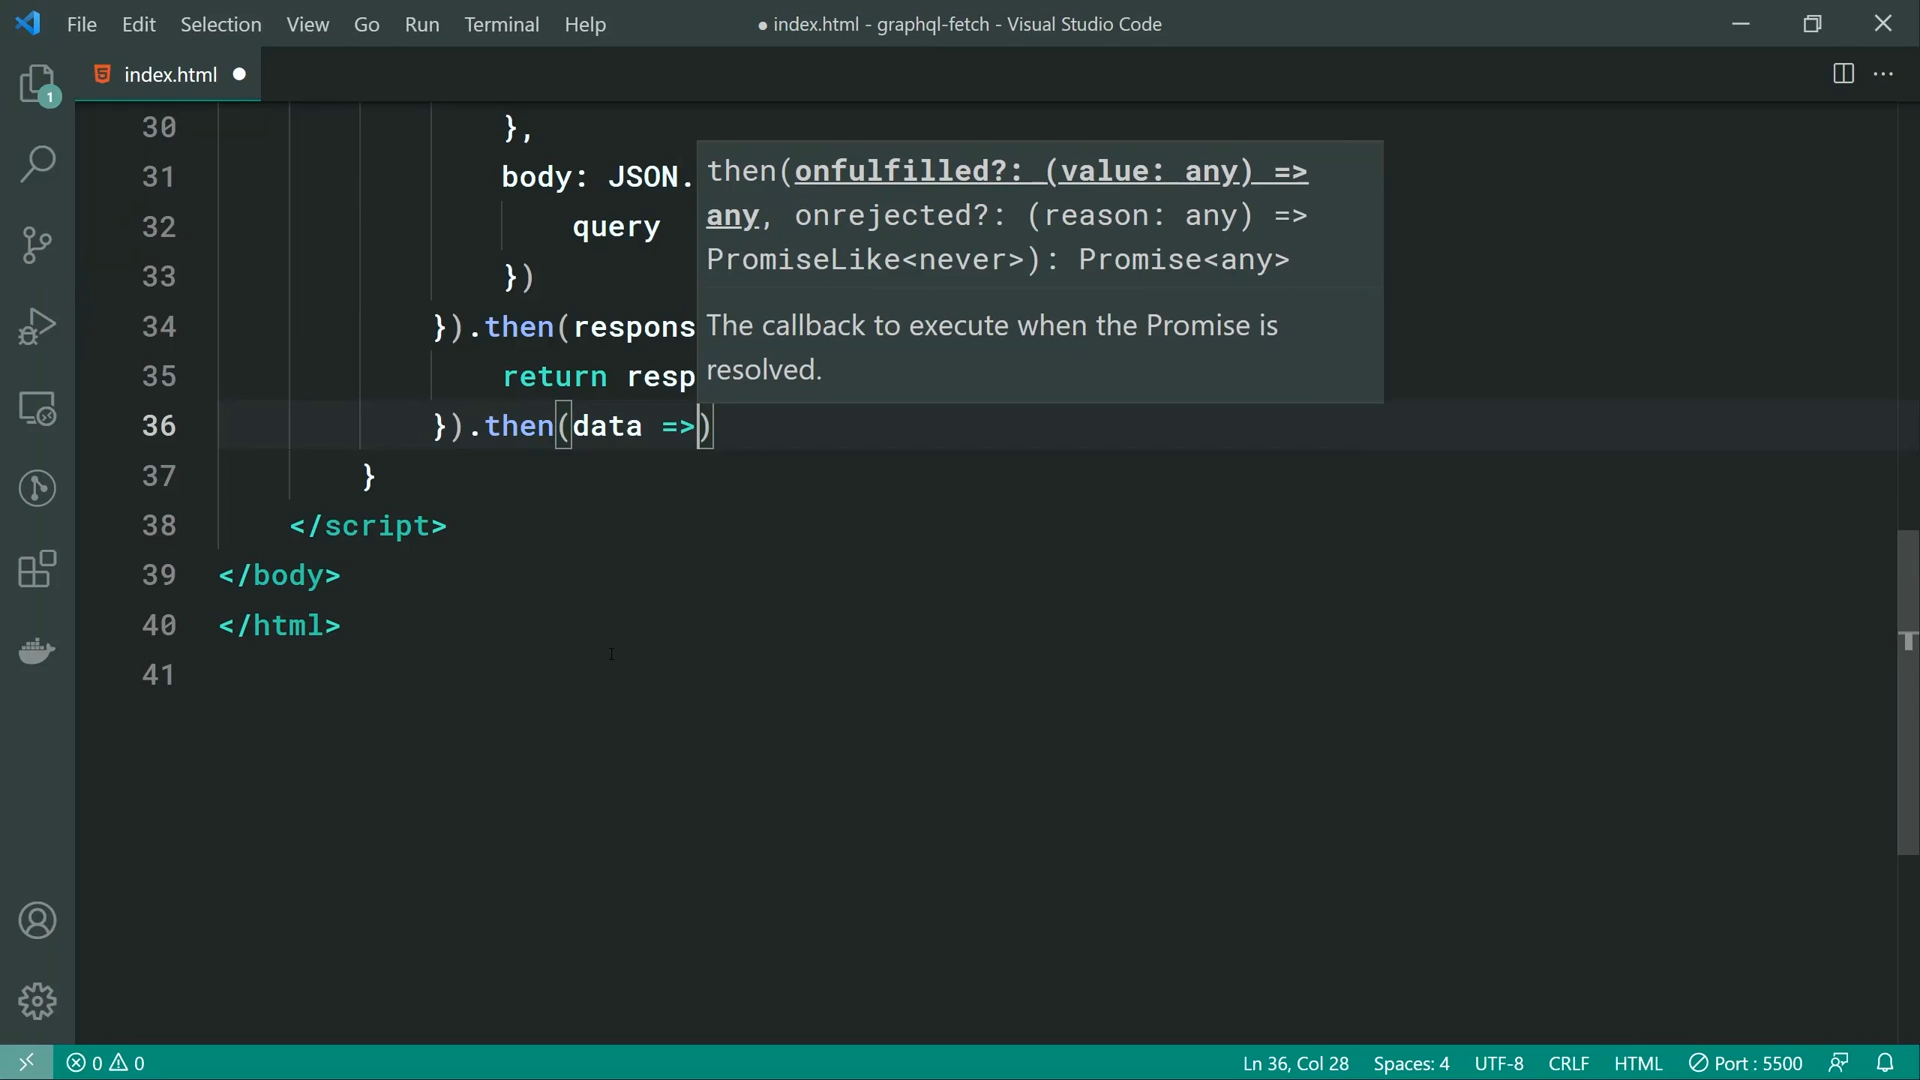 File Edit Selection View Go Run Terminal Help ● index.html - graphql-fetch - Visual Studio Code
index.html ●
1
30 },
31 body: JSON.
32 query
33 })
34 }).then(respons
35 return resp
36 }).then(data =>)
37 }
38 </script>
39 </body>
40 </html>
41
then(onfulfilled?: (value: any) =>
any, onrejected?: (reason: any) =>
PromiseLike<never>): Promise<any>
The callback to execute when the Promise is
resolved.
0 0 Ln 36, Col 28 Spaces: 4 UTF-8 CRLF HTML Port : 5500